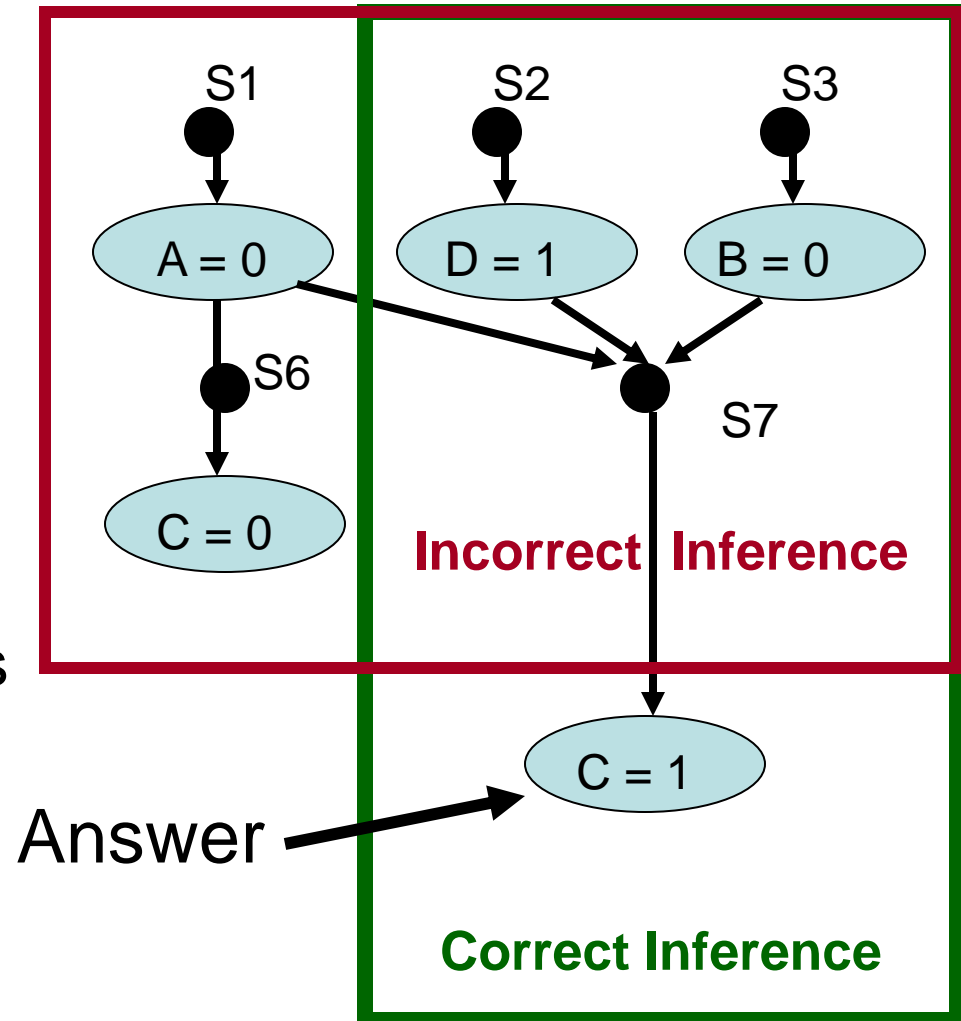 S1
S2
S3
A = 0
D = 1
B = 0
S6
S7
C = 0
Incorrect Inference
s
C = 1
Answer
Correct Inference